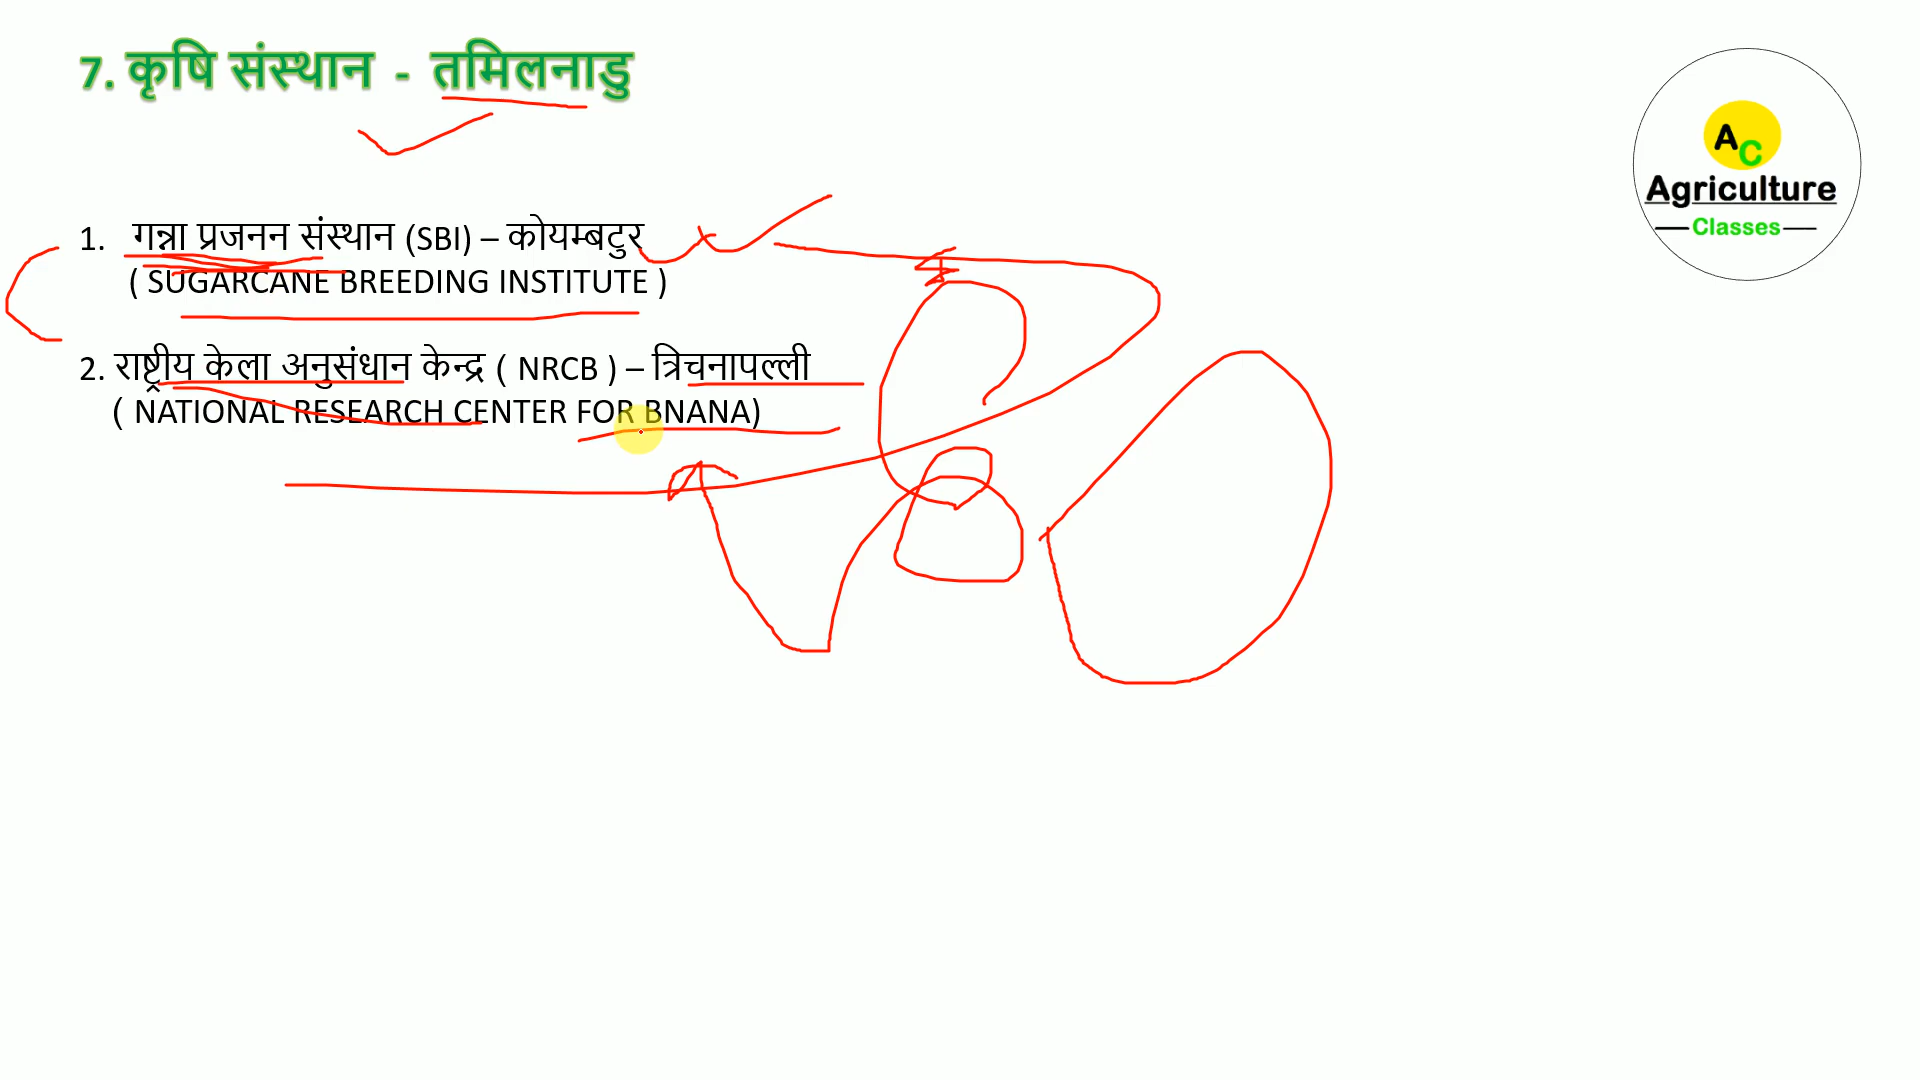 7. कृषि संस्थान - तमिलनाडु
1. गन्ना प्रजनन संस्थान (SBI) – कोयम्बटुर
( SUGARCANE BREEDING INSTITUTE )
2. राष्ट्रीय केला अनुसंधान केन्द्र ( NRCB ) – त्रिचनापल्ली
( NATIONAL RESEARCH CENTER FOR BNANA)
AC
Agriculture
Classes